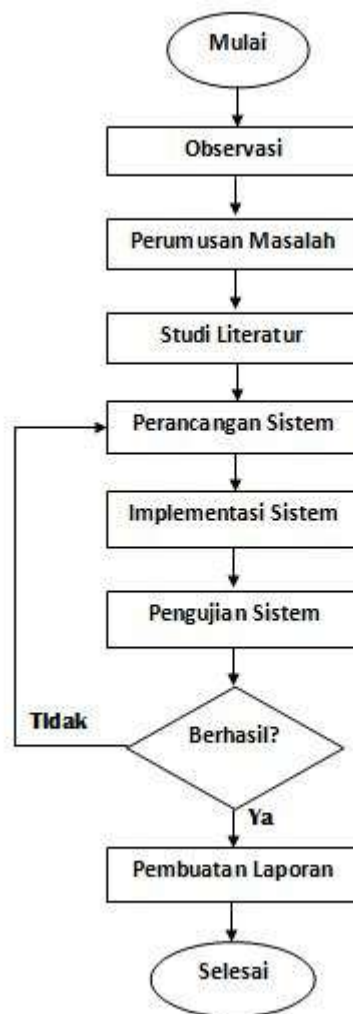 Mulai
Observasi
Perumusan Masalah
Studi Literatur
Perancangan Sistem
Implementasi Sistem
Pengujian Sistem
Tidak
Berhasil?
Ya
Pembuatan Laporan
Selesai